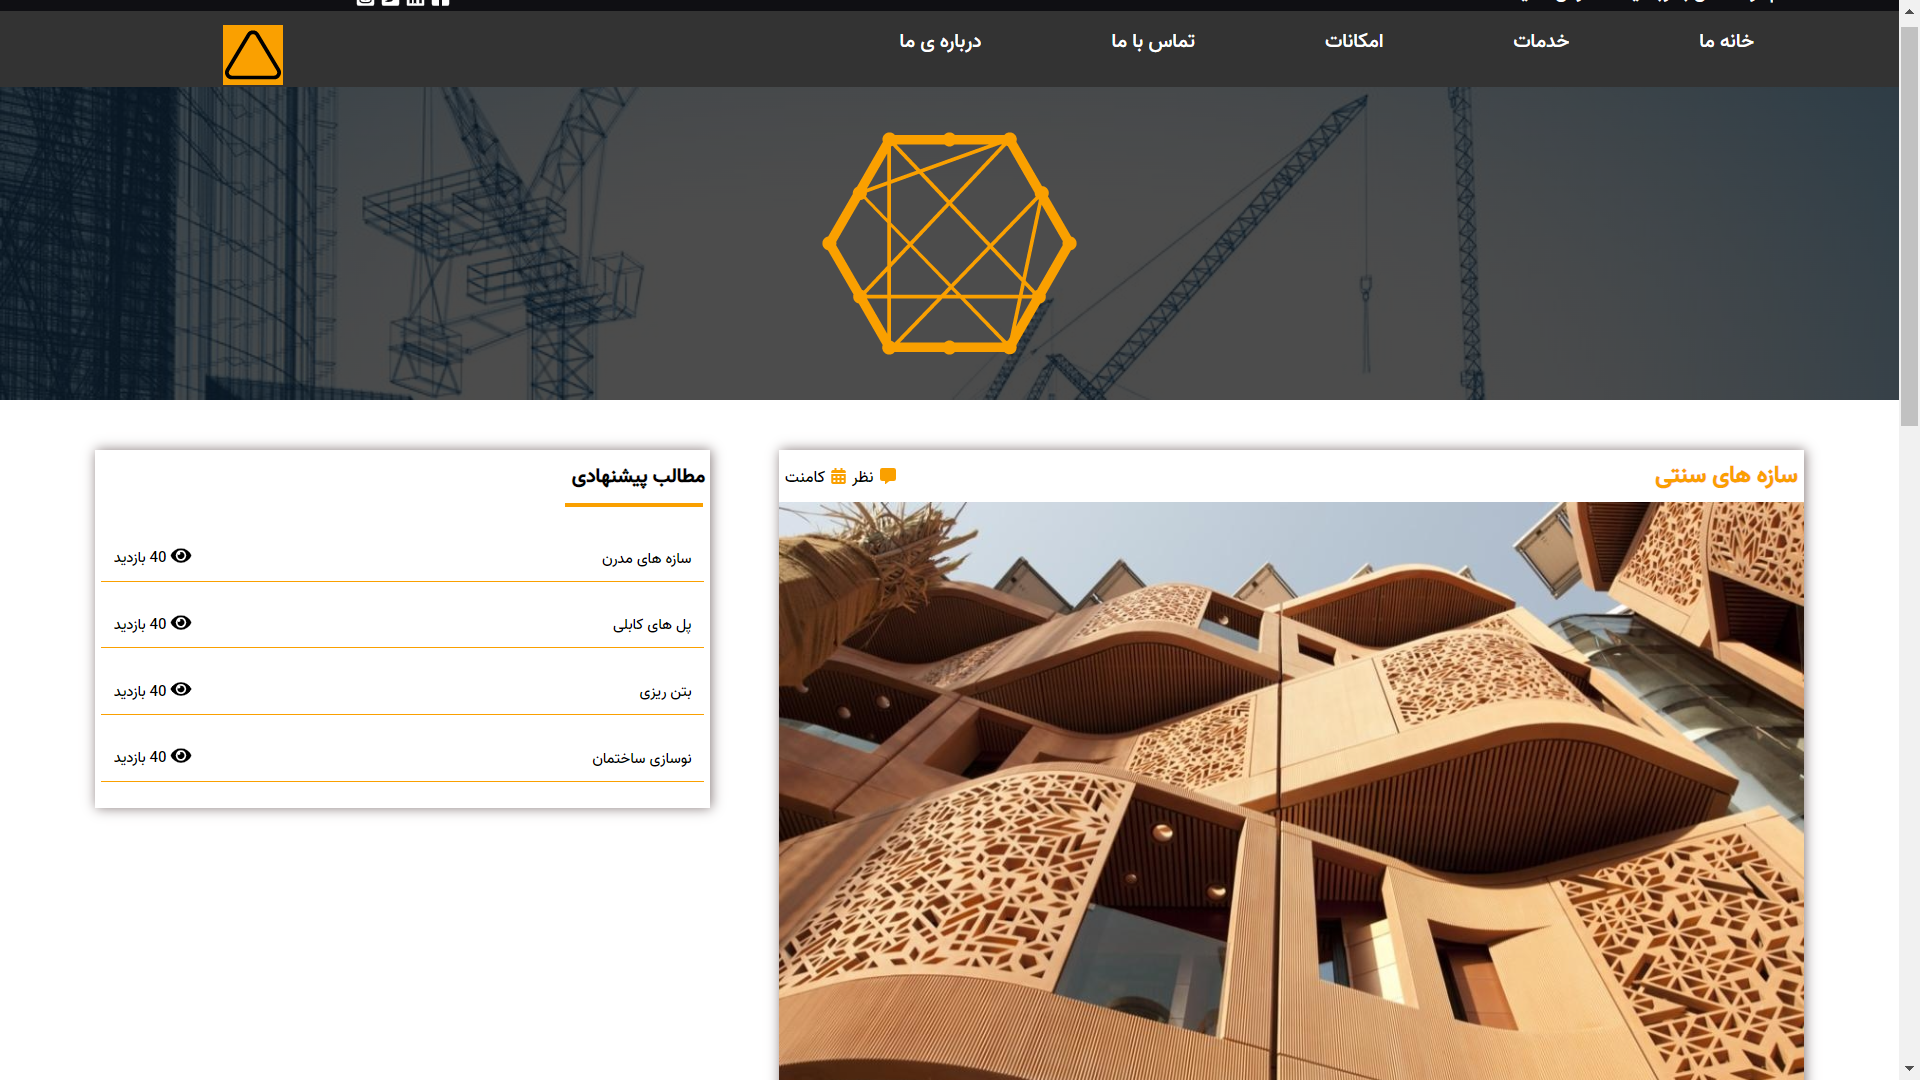 خانه ما
خدمات
امکانات
تماس با ما
درباره ی ما
سازه های سنتی
نظر
کامنت
مطالب پیشنهادی
سازه های مدرن
40 بازدید
پل های کابلی
40 بازدید
بتن ریزی
40 بازدید
نوسازی ساختمان
40 بازدید